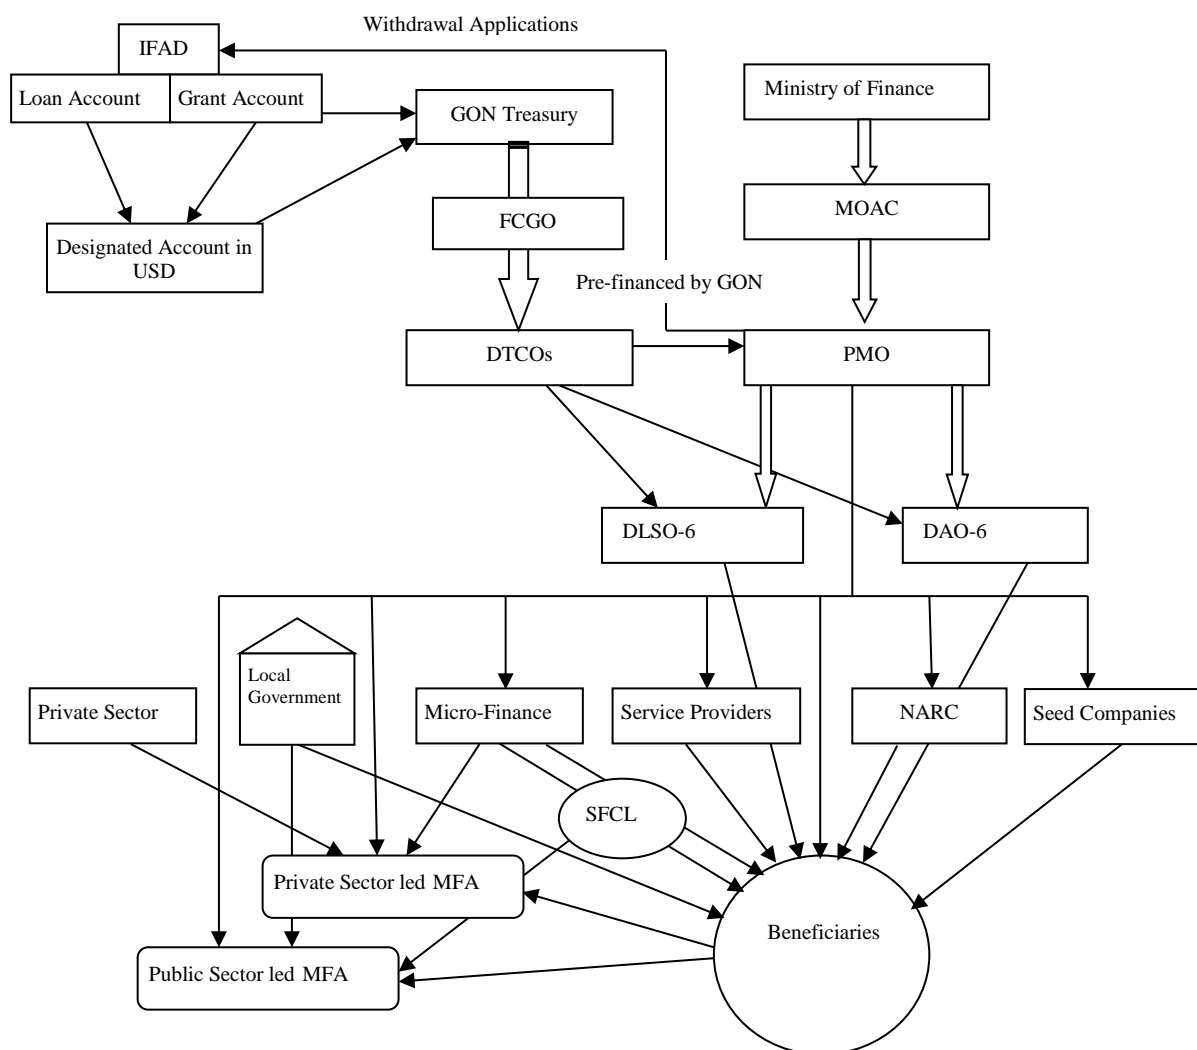 Withdrawal Applications
IFAD
Loan Account
Grant Account
Ministry of Finance
GON Treasury
MOAC
FCGO
Designated Account in
USD
Pre-financed by GON
DTCOs
PMO
DLSO-6
DAO-6
Local
Government
Private Sector
Micro-Finance
Service Providers
NARC
Seed Companies
SFCL
Private Sector led MFA
Beneficiaries
Public Sector led MFA